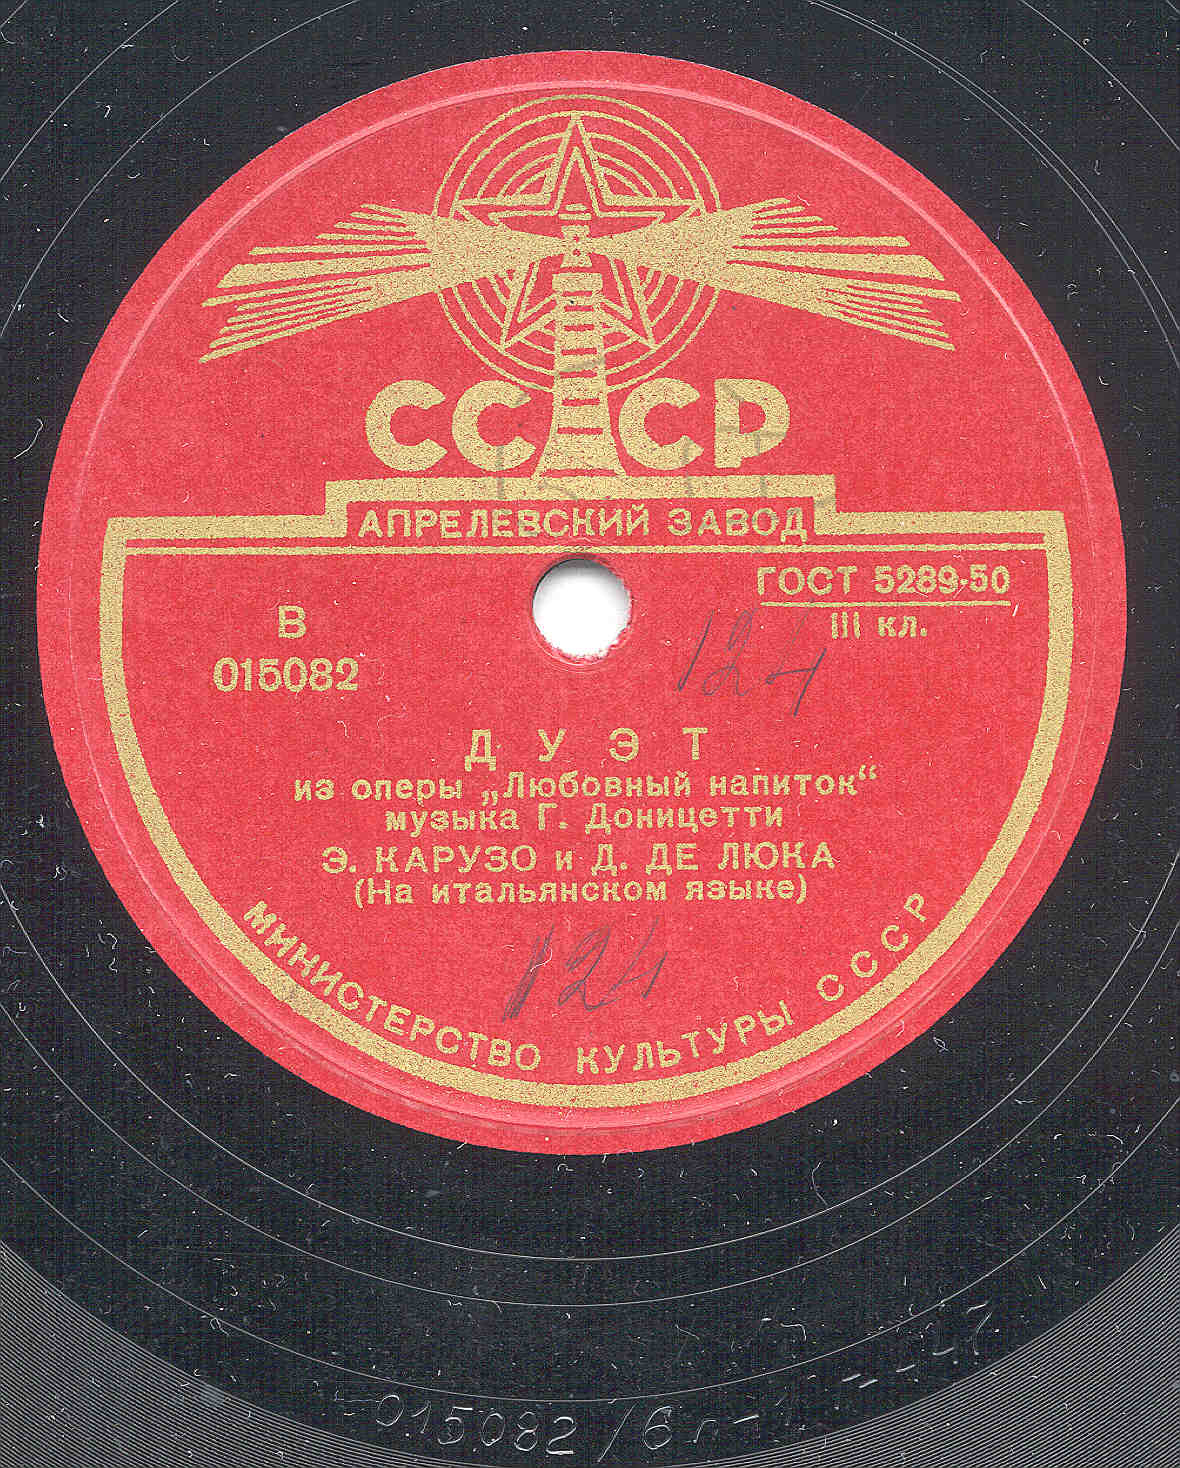 СССР
АПРЕЛЕВСКИЙ ЗАВОД
ГОСТ 5289-50
III кл.
В
015082
124
ДУЭТ
из оперы „Любовный напиток“
музыка Г. Доницетти
Э. КАРУЗО и Д. ДЕ ЛЮКА
(На итальянском языке)
124
МИНИСТЕРСТВО КУЛЬТУРЫ СССР
015082/6